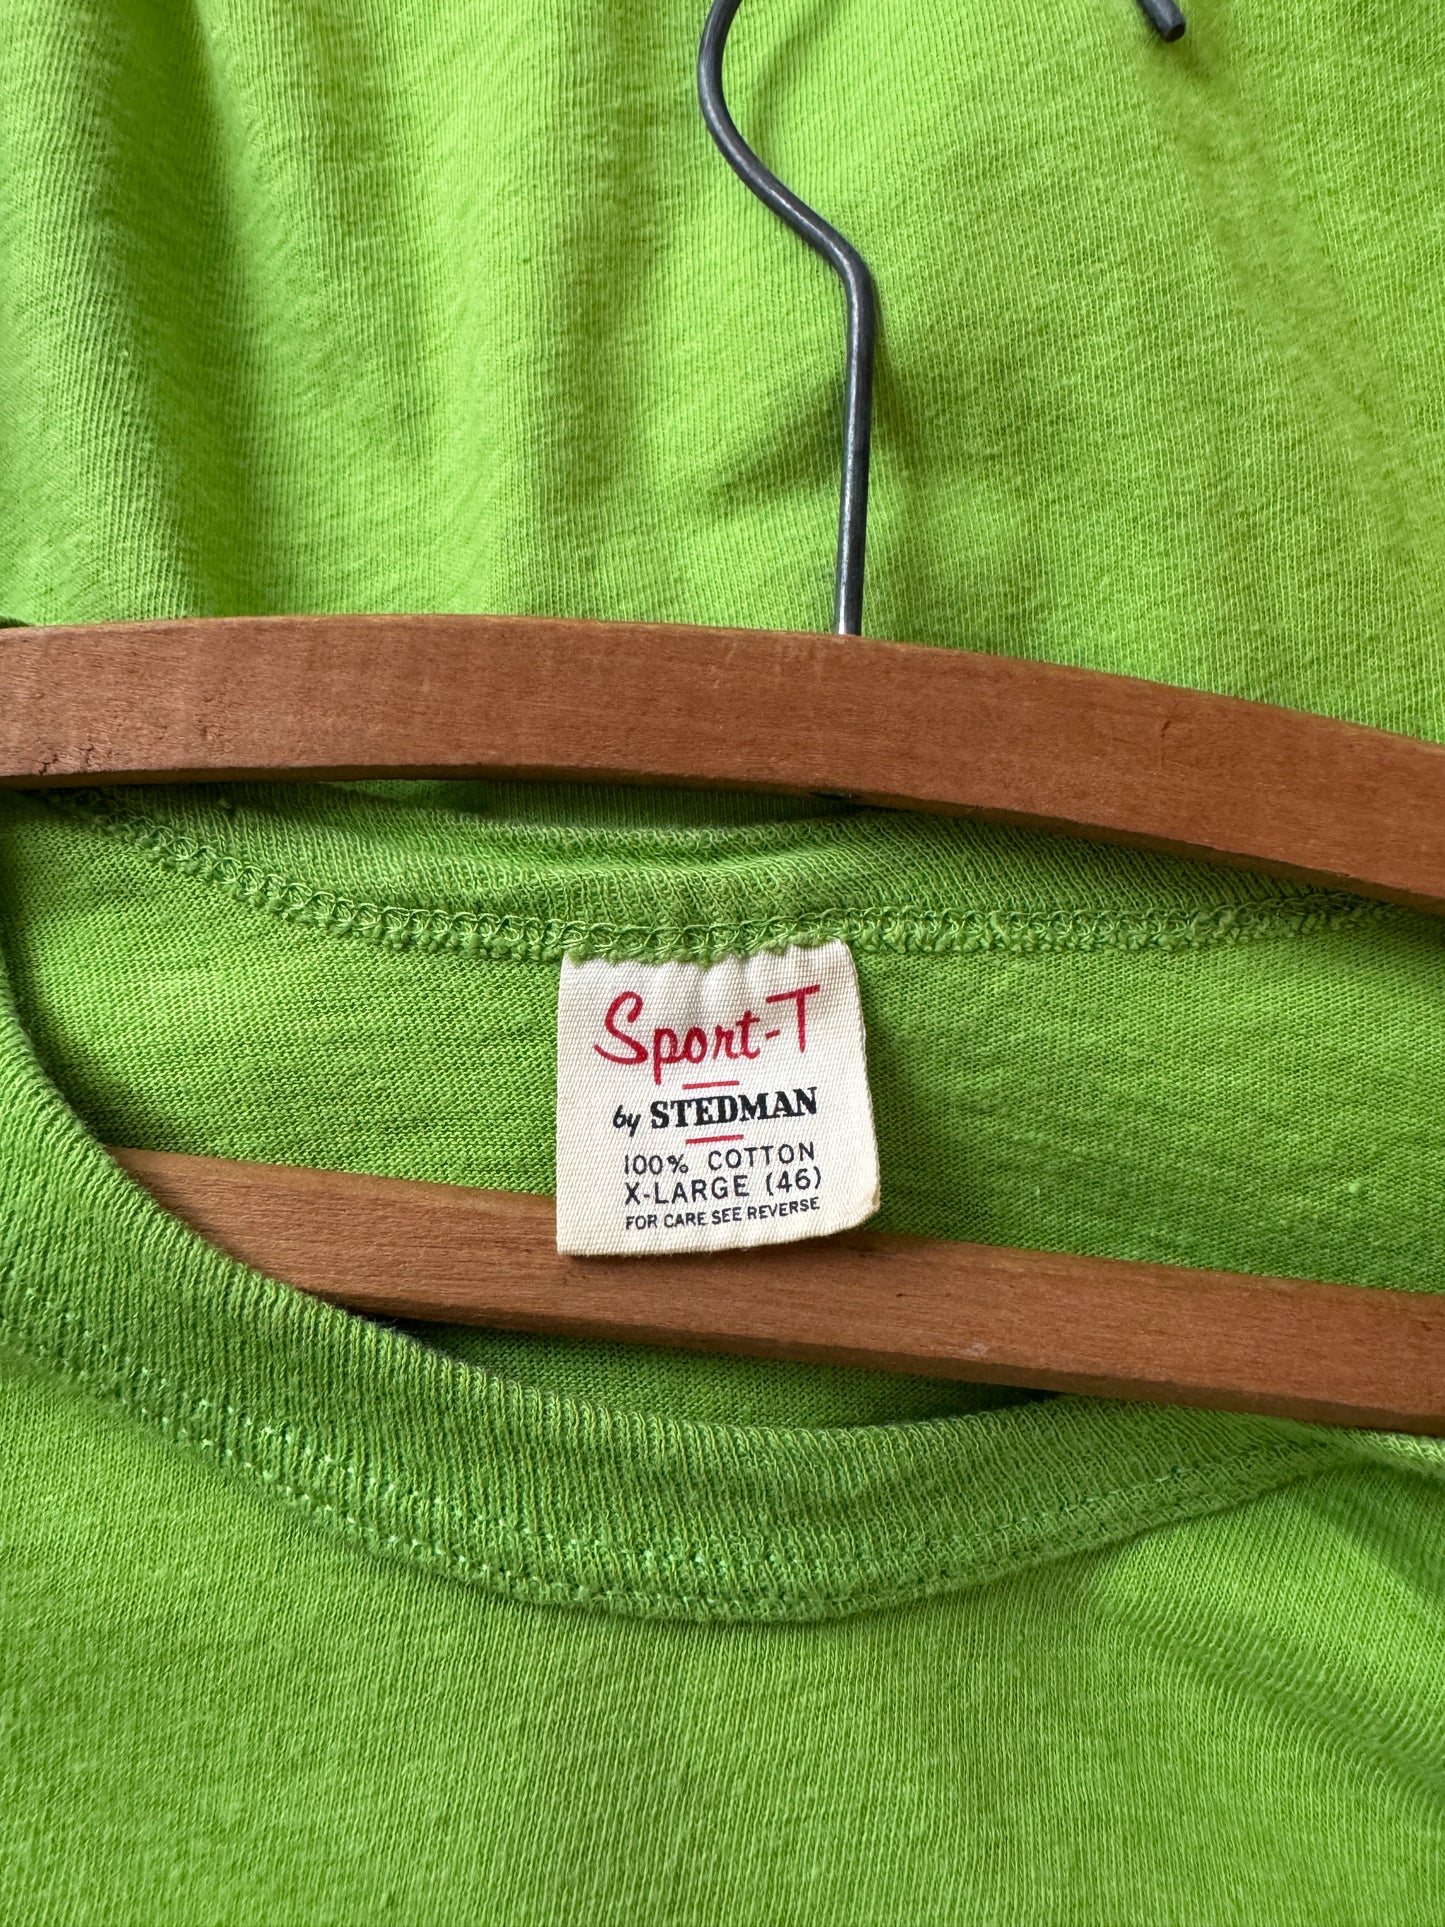 Sport-T
by STEDMAN
100% COTTON
X-LARGE (46)
FOR CARE SEE REVERSE